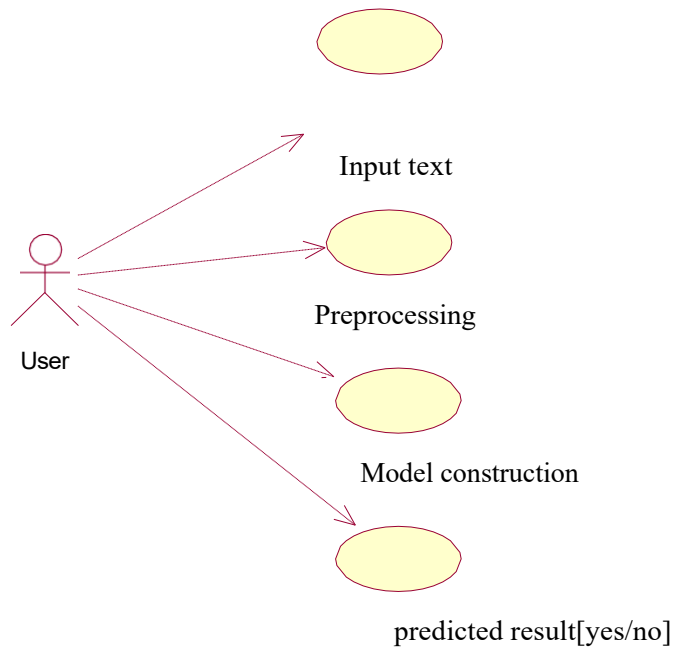 Input text
Preprocessing
User
Model construction
predicted result[yes/no]